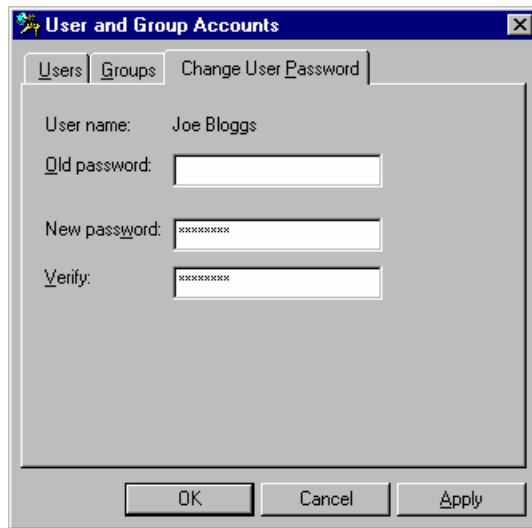 User and Group Accounts
Users Groups Change User Password
User name: Joe Bloggs
Old password:
New password: ********
Verify: ********
OK Cancel Apply